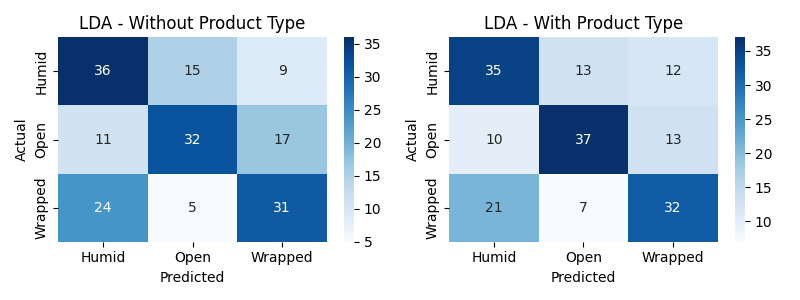 LDA - Without Product Type
Actual
Humid
Open
Wrapped
36 15 9
11 32 17
24 5 31
Humid Open Wrapped
Predicted
35
30
25
20
15
10
5
LDA - With Product Type
Actual
Humid
Open
Wrapped
35 13 12
10 37 13
21 7 32
Humid Open Wrapped
Predicted
35
30
25
20
15
10